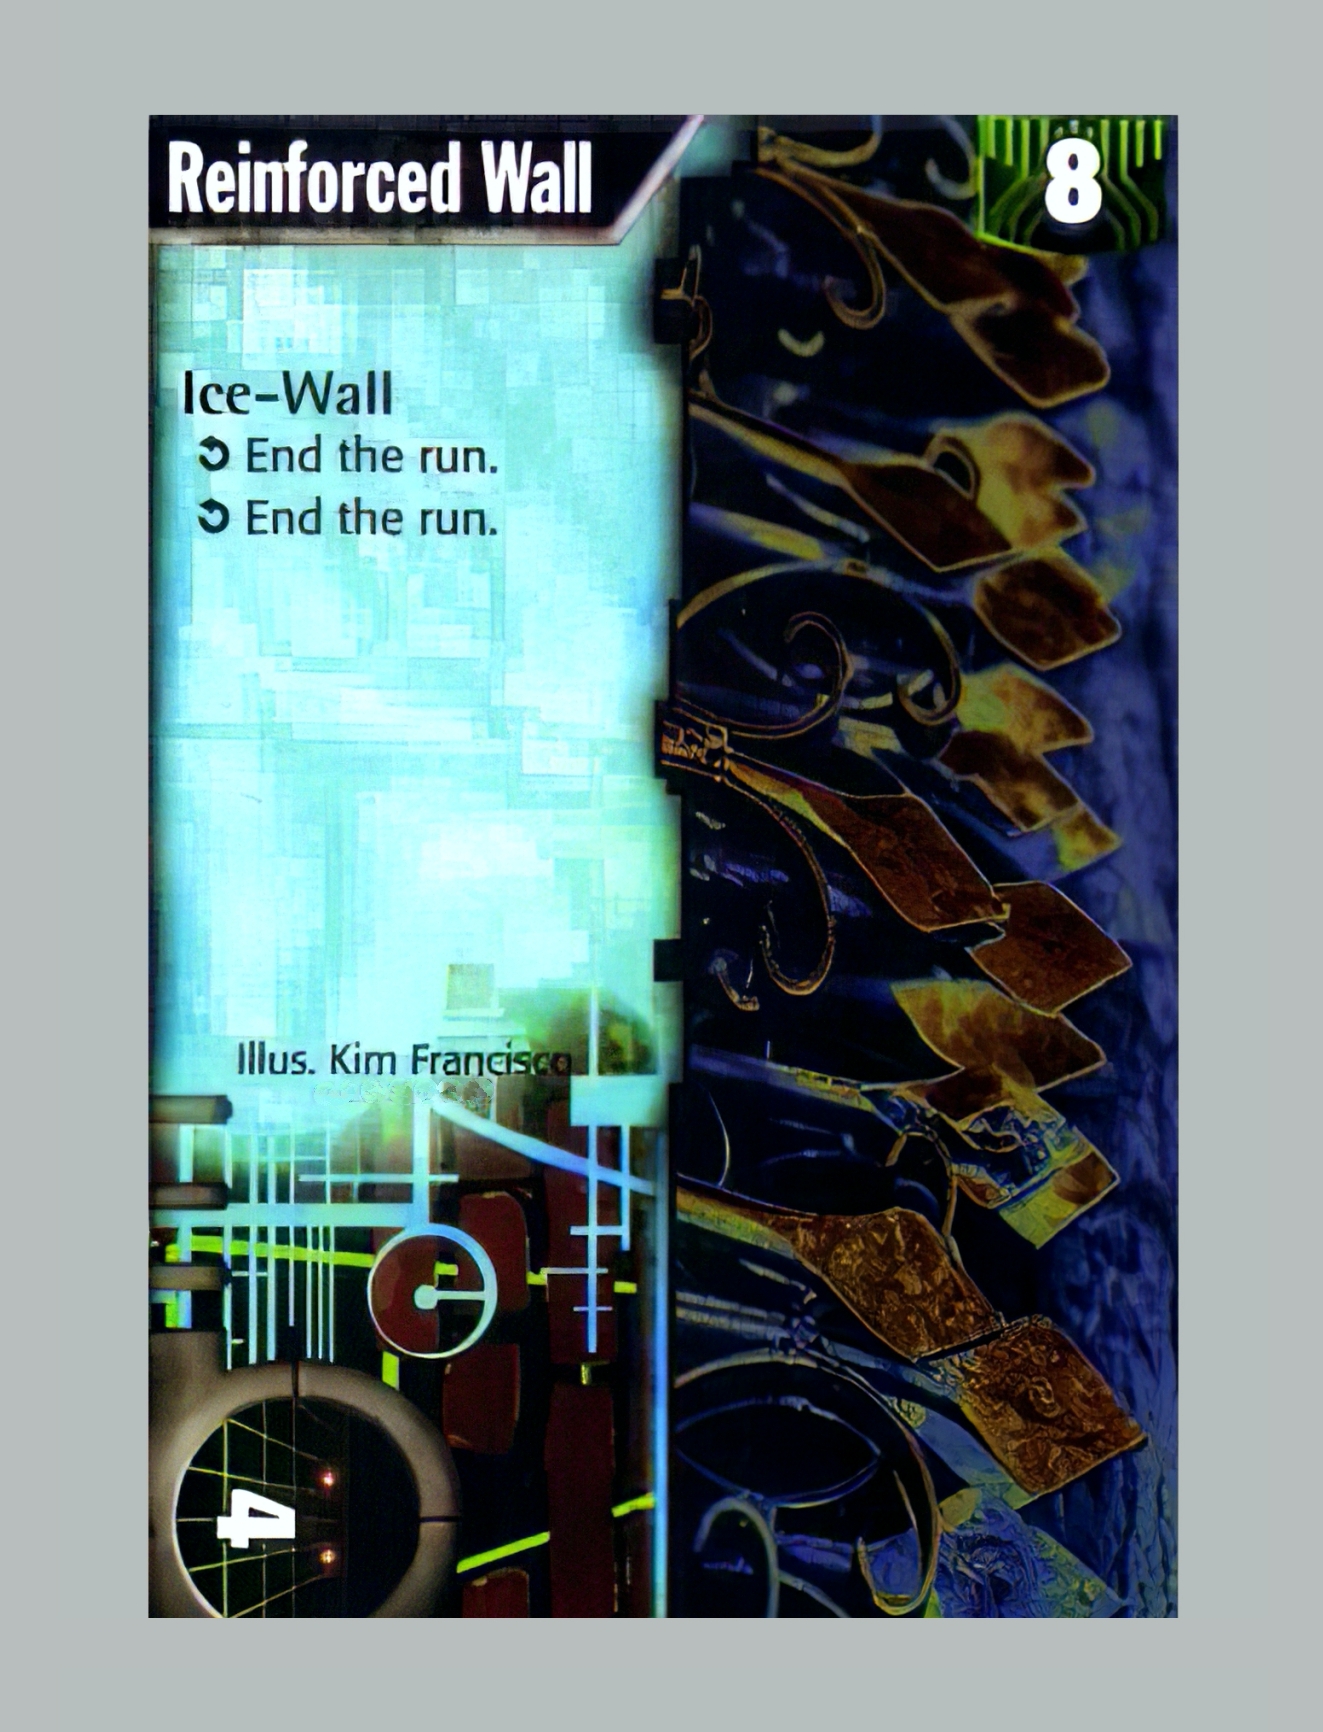 Reinforced Wall
8
Ice-Wall
End the run.
End the run.
Illus. Kim Francisco
4